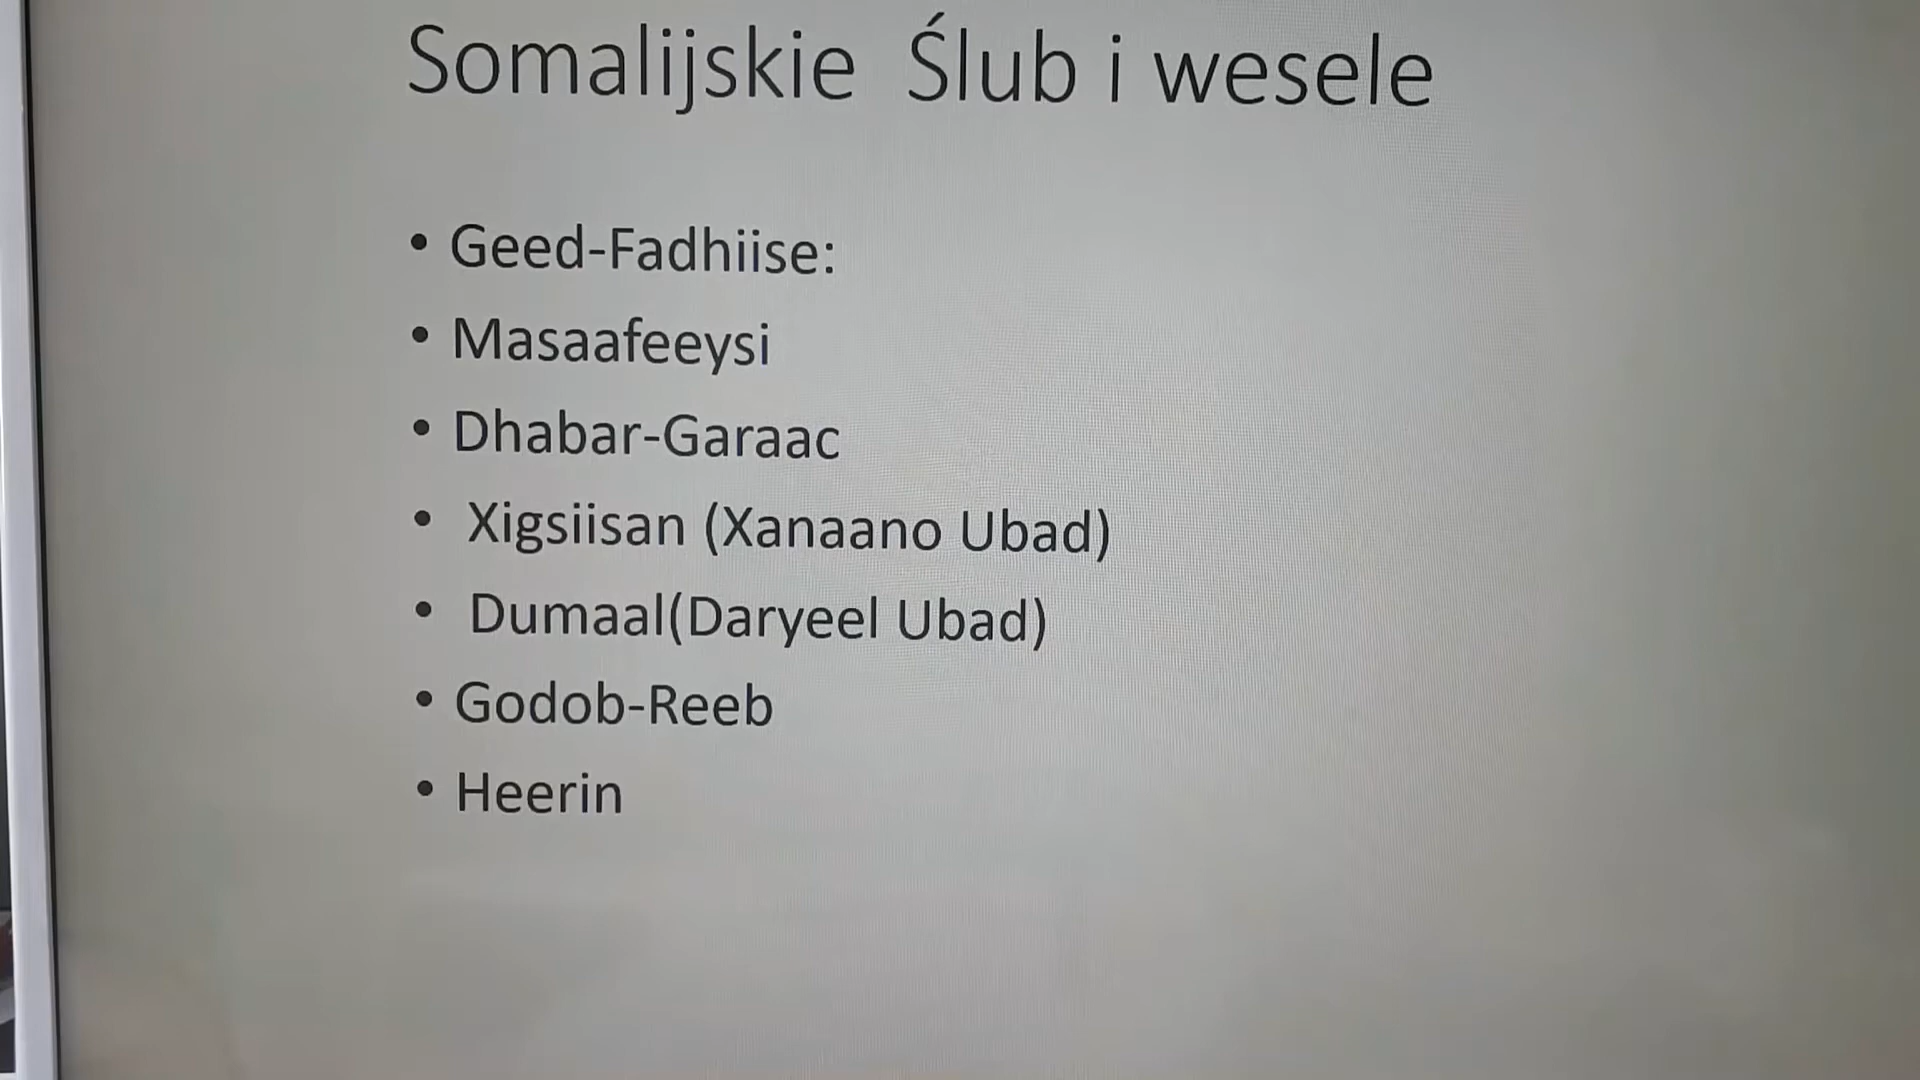 Somalijskie Ślub i wesele
• Geed-Fadhiise:
• Masaafeeysi
• Dhabar-Garaac
• Xigsiisan (Xanaano Ubad)
• Dumaal(Daryeel Ubad)
• Godob-Reeb
• Heerin